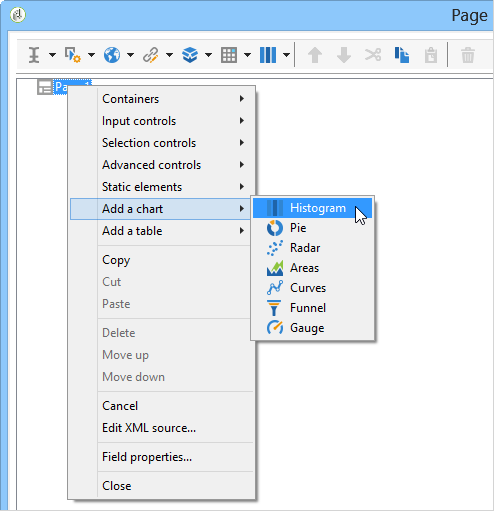 Page
Containers
Input controls
Selection controls
Advanced controls
Static elements
Add a chart
Add a table
Copy
Cut
Paste
Delete
Move up
Move down
Cancel
Edit XML source...
Field properties...
Close
Histogram
Pie
Radar
Areas
Curves
Funnel
Gauge